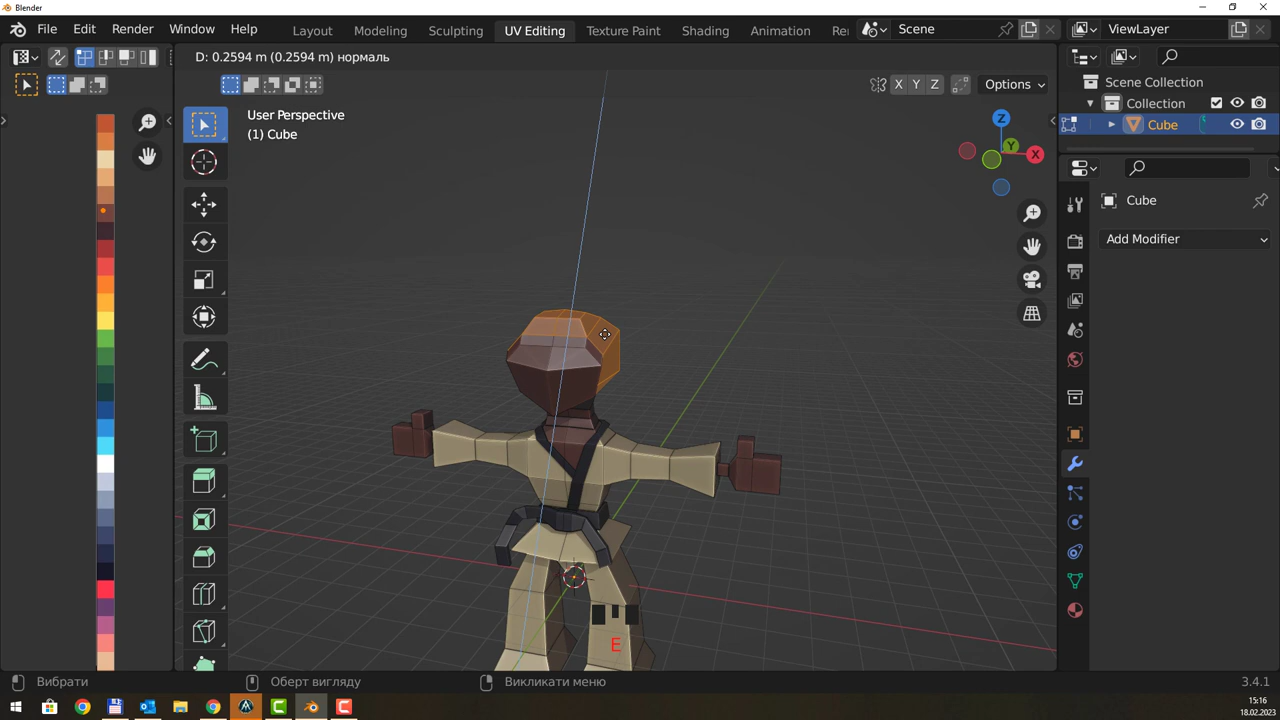 Blender
File Edit Render Window Help Layout Modeling Sculpting UV Editing Texture Paint Shading Animation Re Scene ViewLayer
D: 0.2594 m (0.2594 m) нормаль
X Y Z Options
Scene Collection
Collection
Cube
User Perspective
(1) Cube
Z
Y
X
Cube
Add Modifier
E
Вибрати Оберт вигляду Викликати меню 3.4.1
15:16
18.02.2023